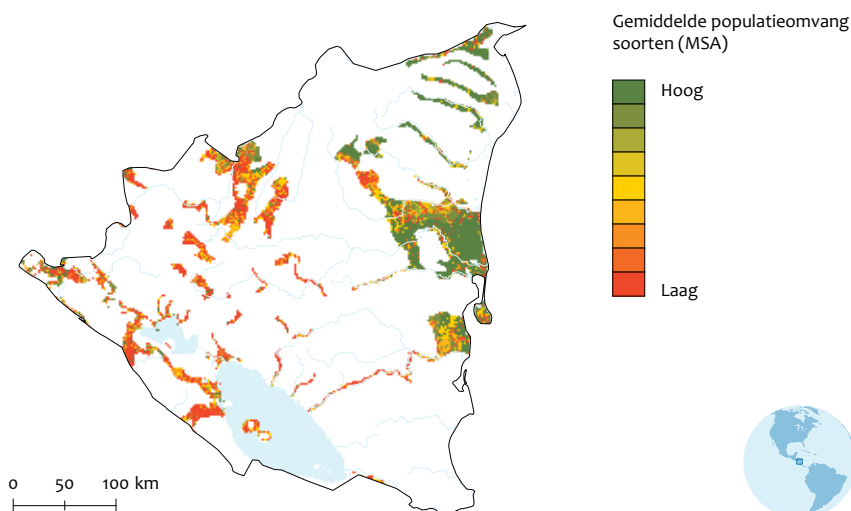 Gemiddelde populatieomvang
soorten (MSA)
Hoog
Laag
0 50 100 km